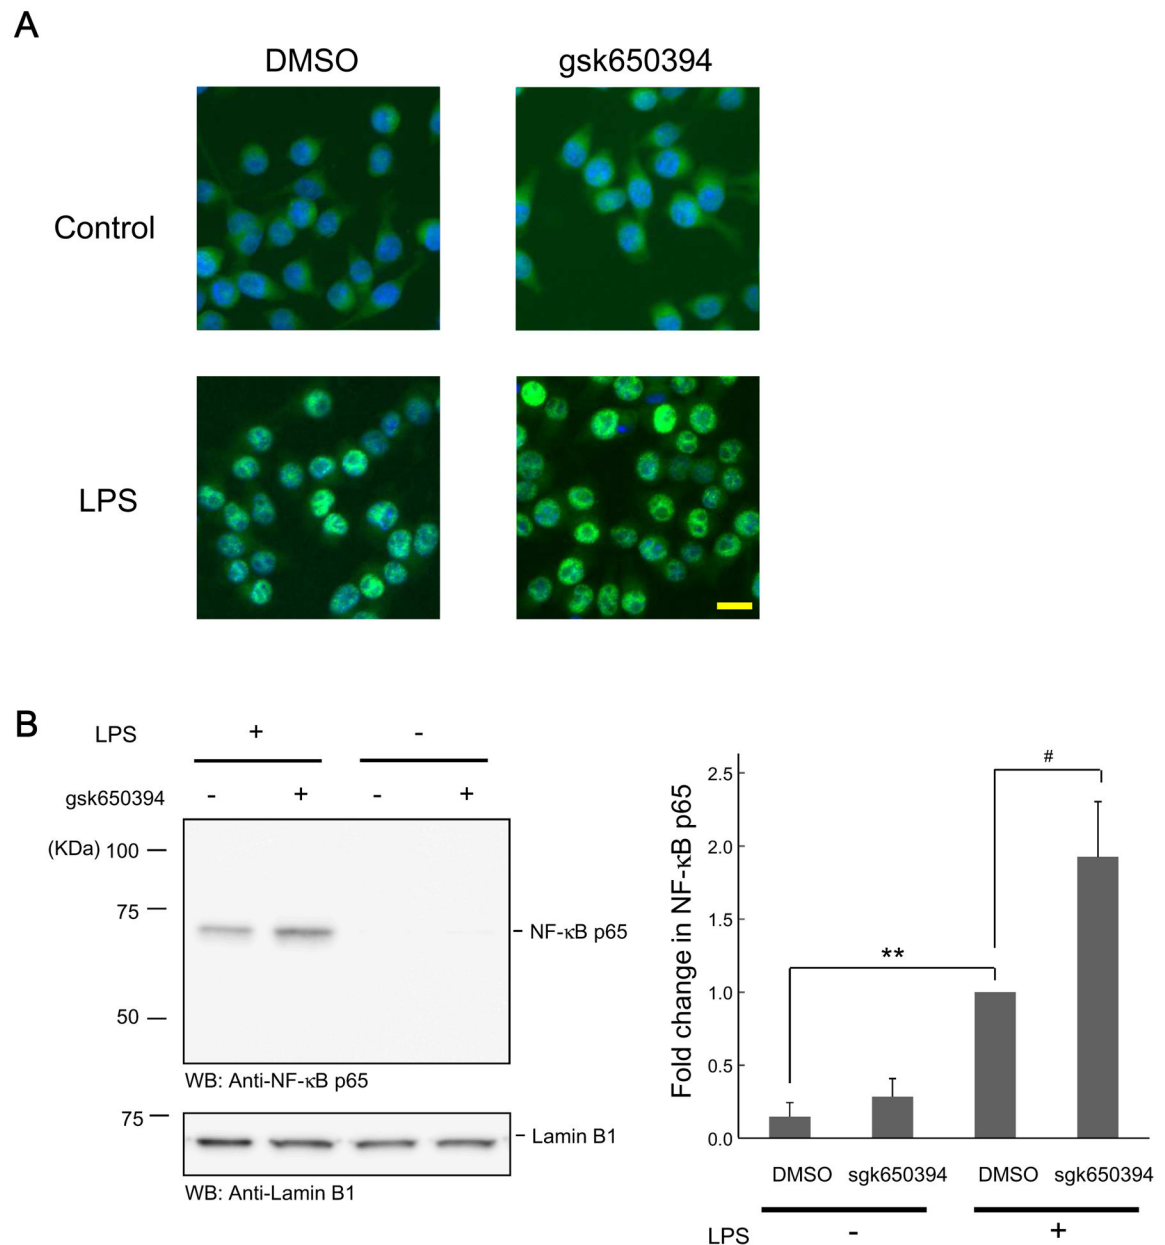 A
DMSO gsk650394
Control
LPS
B
LPS + -
gsk650394 - + - +
(KDa) 100
75
50
NF-κB p65
WB: Anti-NF-κB p65
75
Lamin B1
WB: Anti-Lamin B1
Fold change in NF-κB p65
2.5
2.0
1.5
1.0
0.5
0.0
**
#
DMSO sgk650394 DMSO sgk650394
LPS - +